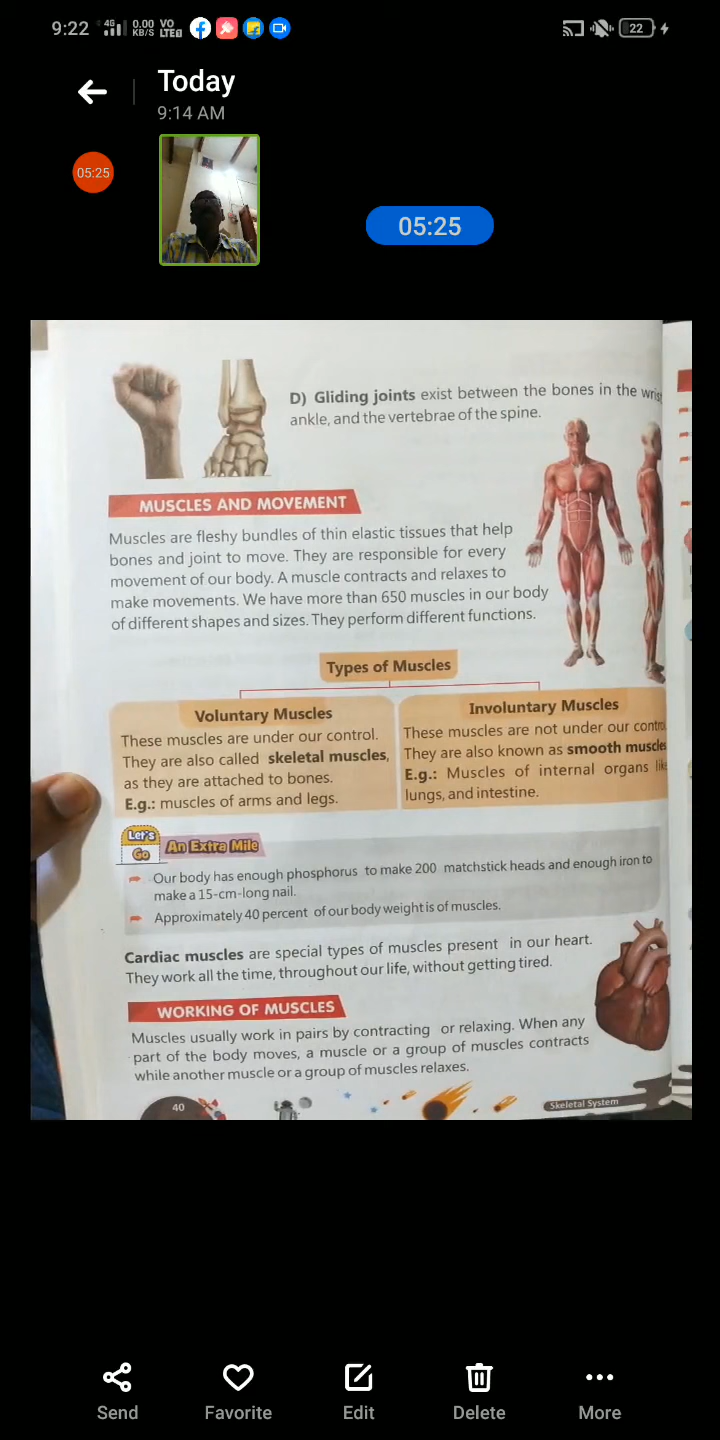 9:22 4G 0.00 KB/S VO LTE 22
Today
9:14 AM
05:25
05:25
D) Gliding joints exist between the bones in the
ankle, and the vertebrae of the spine.
MUSCLES AND MOVEMENT
Muscles are fleshy bundles of thin elastic tissues that help
bones and joint to move. They are responsible for every
movement of our body. A muscle contracts and relaxes to
make movements. We have more than 650 muscles in our body
of different shapes and sizes. They perform different functions.
Types of Muscles
Voluntary Muscles
These muscles are under our control.
They are also called skeletal muscles,
as they are attached to bones.
E.g.: muscles of arms and legs.
Involuntary Muscles
These muscles are not under our
They are also known as smooth
E.g.: Muscles of internal organs
lungs, and intestine.
Let's
Go
An Extra Mile
Our body has enough phosphorus to make 200 matchstick heads and enough iron to
make a 15-cm-long nail.
Approximately 40 percent of our body weight is of muscles.
Cardiac muscles are special types of muscles present in our heart.
They work all the time, throughout our life, without getting tired.
WORKING OF MUSCLES
Muscles usually work in pairs by contracting or relaxing. When any
part of the body moves, a muscle or a group of muscles contracts
while another muscle or a group of muscles relaxes.
40
Skeletal System
Send Favorite Edit Delete More